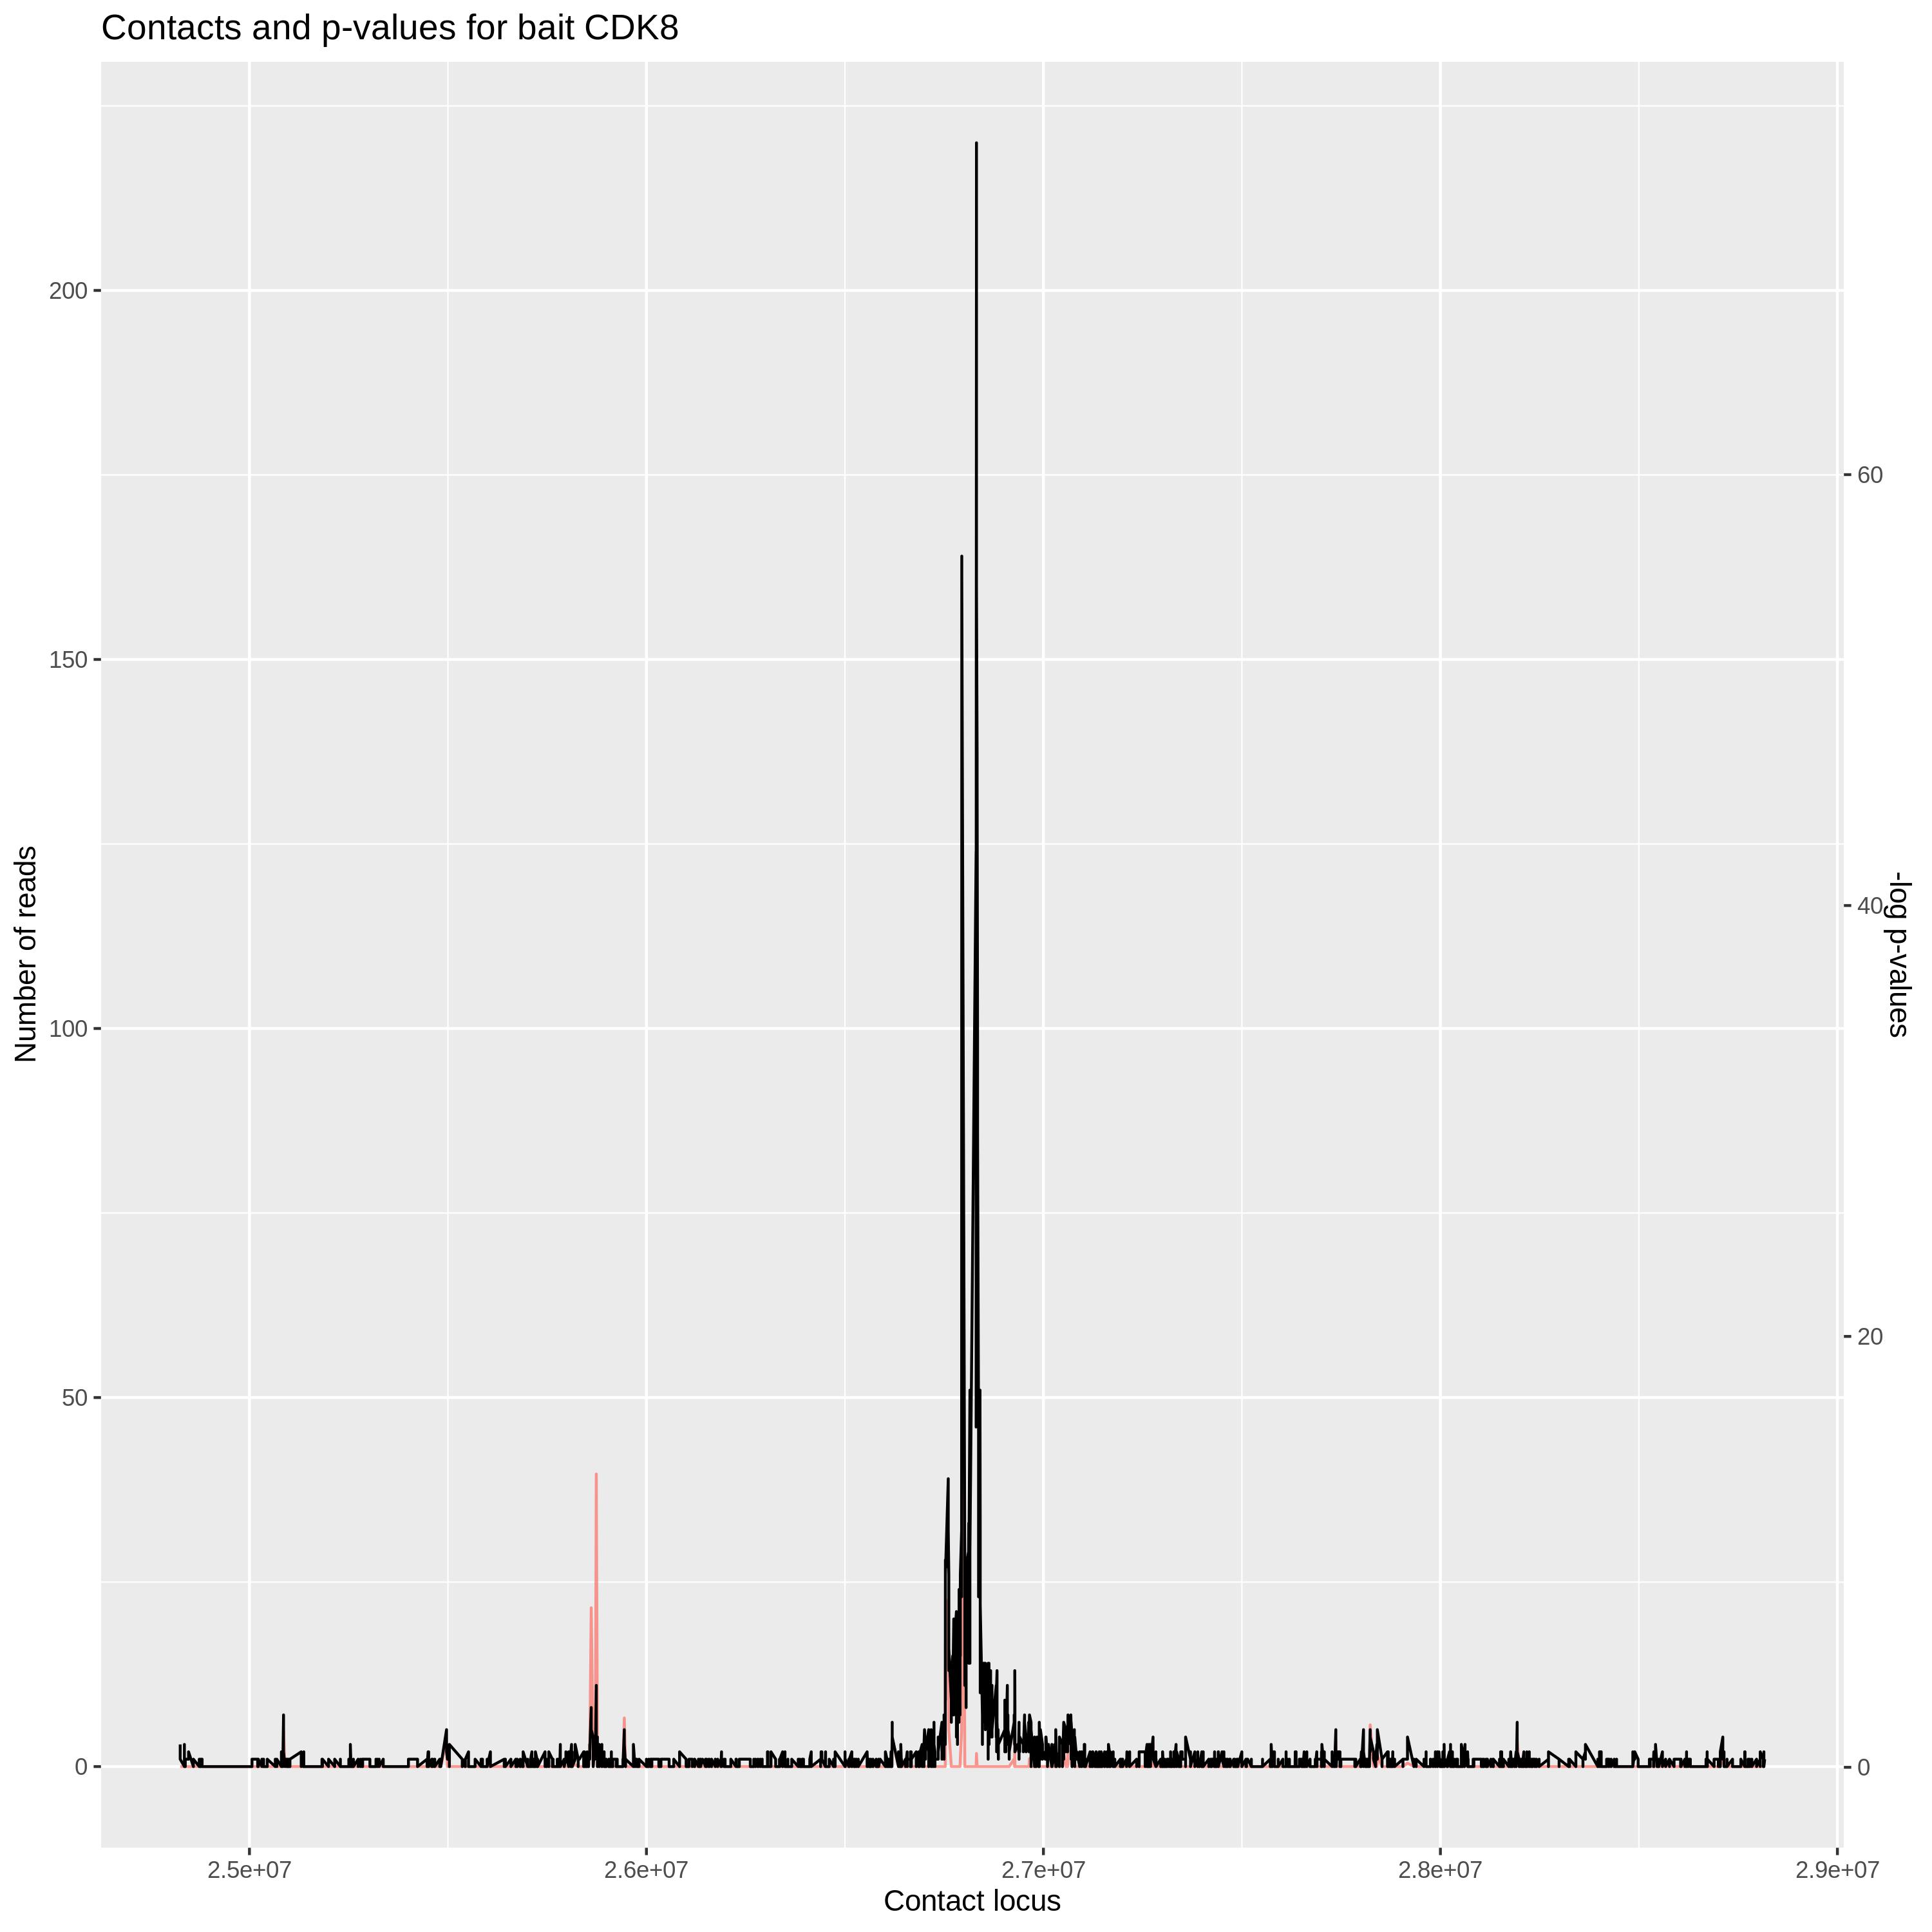 Contacts and p-values for bait CDK8
Number of reads
200
150
100
50
0
60
40
20
0
-log p-values
2.5e+07
2.6e+07
2.7e+07
2.8e+07
2.9e+07
Contact locus